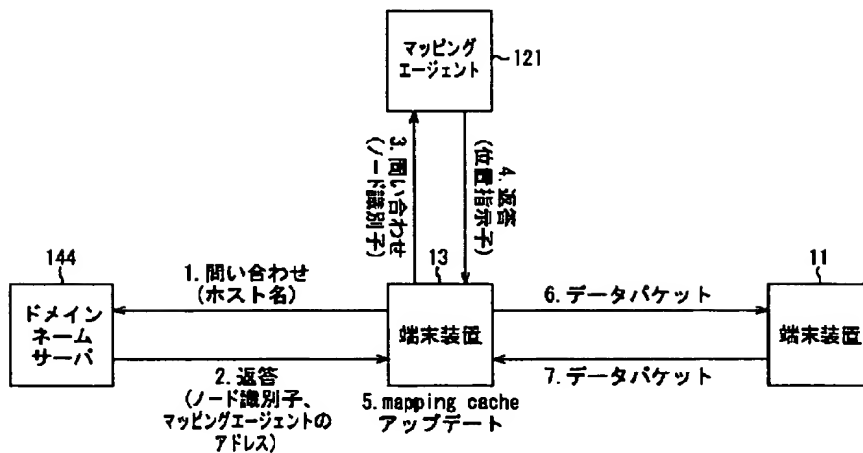 マッピング
エージェント
121
3. 問い合わせ
(ノード識別子)
4. 返答
(位置指示子)
144
1. 問い合わせ
(ホスト名)
13
11
ドメイン
ネーム
サーバ
端末装置
6. データパケット
端末装置
2. 返答
(ノード識別子、
マッピングエージェントの
アドレス)
7. データパケット
5. mapping cache
アップデート